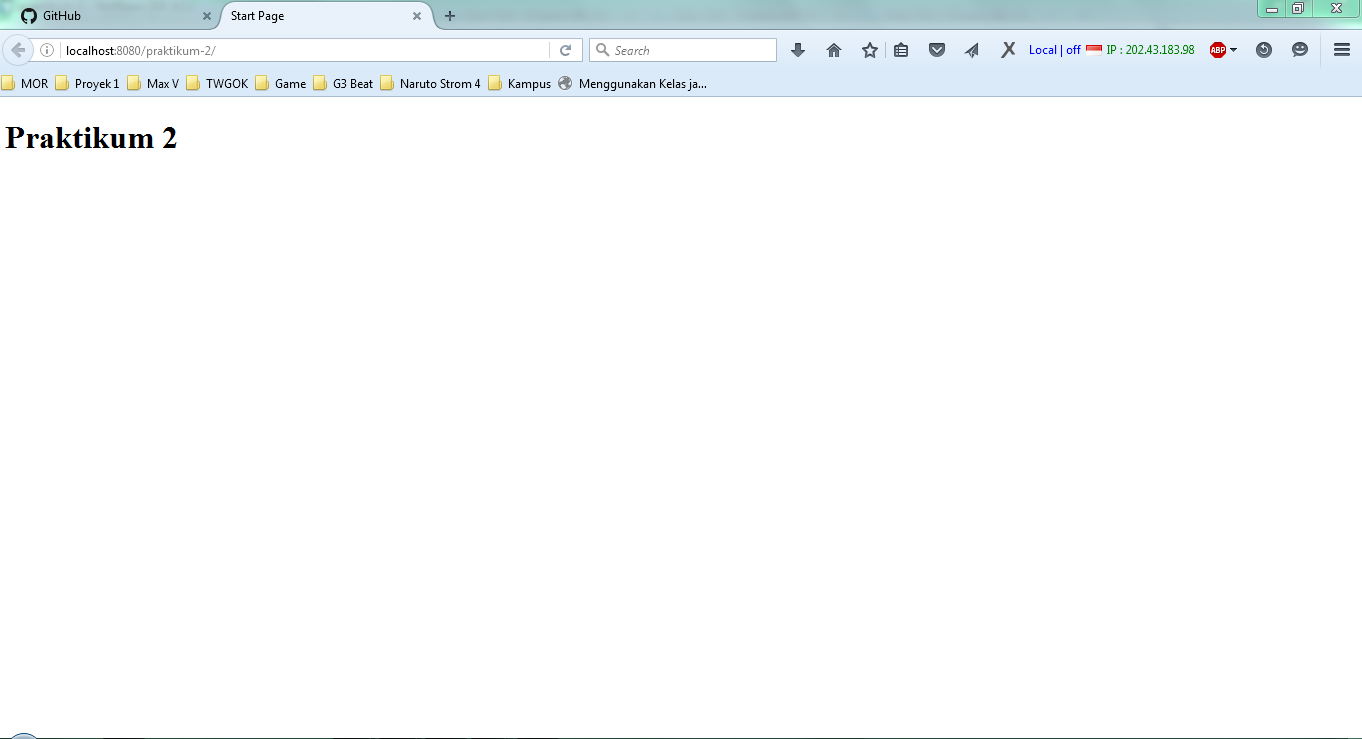 GitHub
Start Page
localhost:8080/praktikum-2/
Search
Local | off
IP : 202.43.183.98
ABP
MOR
Proyek 1
Max V
TWGOK
Game
G3 Beat
Naruto Strom 4
Kampus
Menggunakan Kelas ja...
Praktikum 2